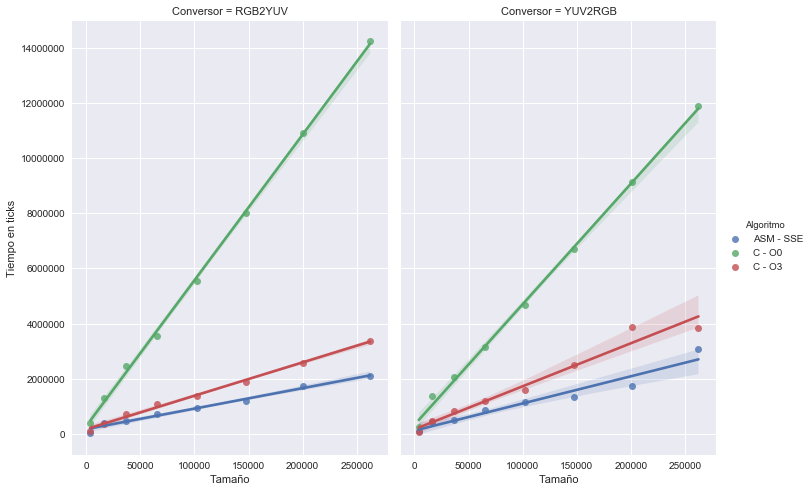 Conversor = RGB2YUV
Conversor = YUV2RGB
14000000
12000000
10000000
8000000
6000000
4000000
2000000
0
Tiempo en ticks
0 50000 100000 150000 200000 250000
0 50000 100000 150000 200000 250000
Tamaño
Tamaño
Algoritmo
ASM - SSE
C - O0
C - O3